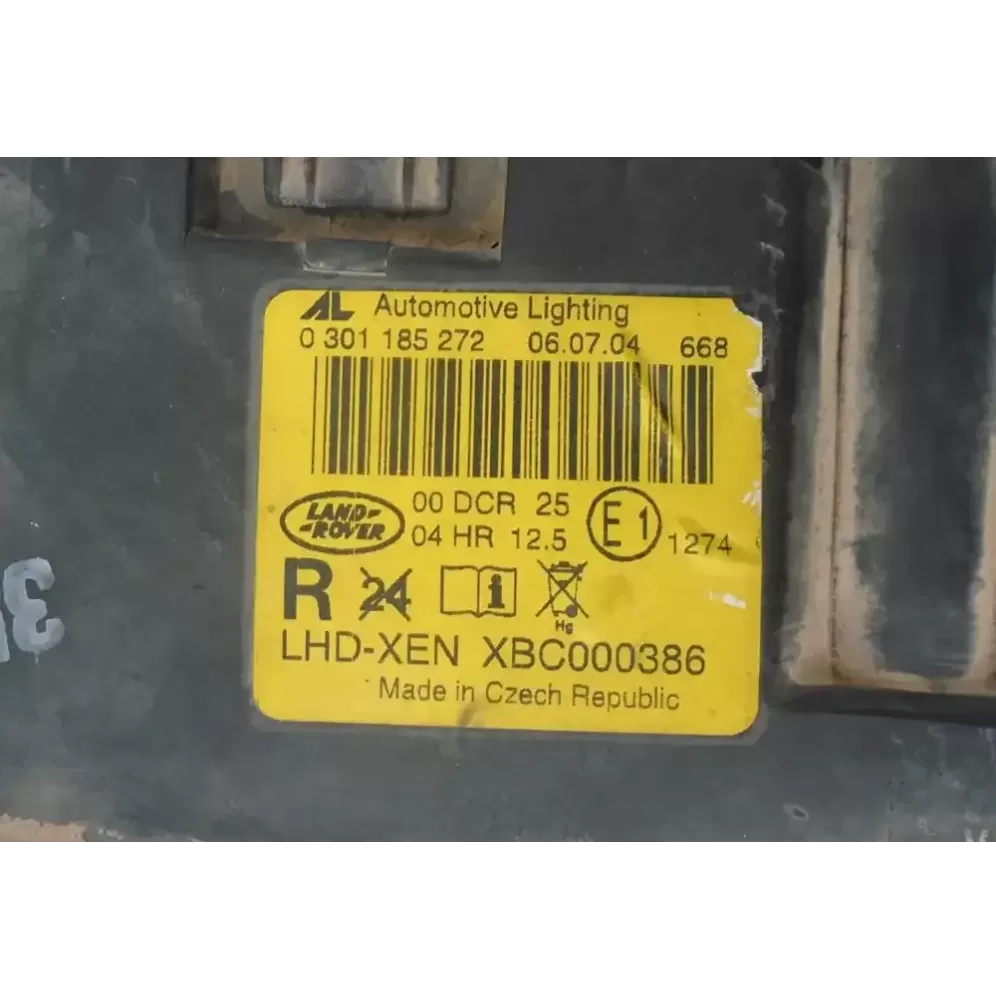 AL Automotive Lighting
0 301 185 272 06.07.04 668
LAND-
-ROVER
00 DCR 25
04 HR 12.5
E1
1274
R 24
i
Hg
LHD-XEN XBC000386
Made in Czech Republic